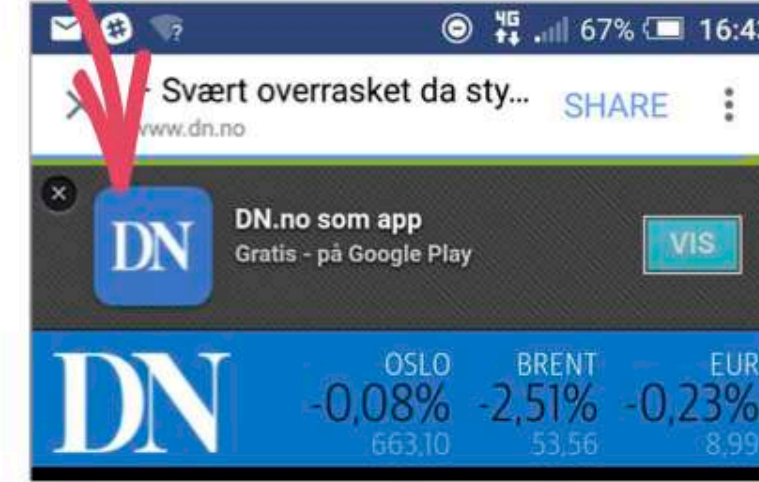 4G 67% 16:43
- Svært overrasket da sty... SHARE
www.dn.no
DN DN.no som app
Gratis - på Google Play
VIS
DN
OSLO BRENT EUR
-0,08% -2,51% -0,23%
663,10 53,56 8,99